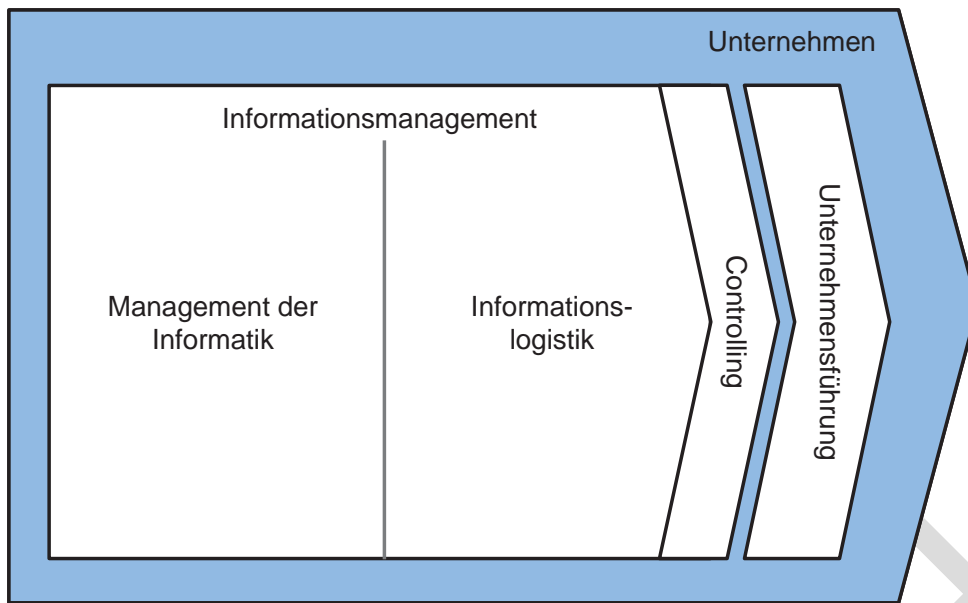 Unternehmen
Informationsmanagement
Management der
Informatik
Informations-
logistik
Controlling
Unternehmensführung